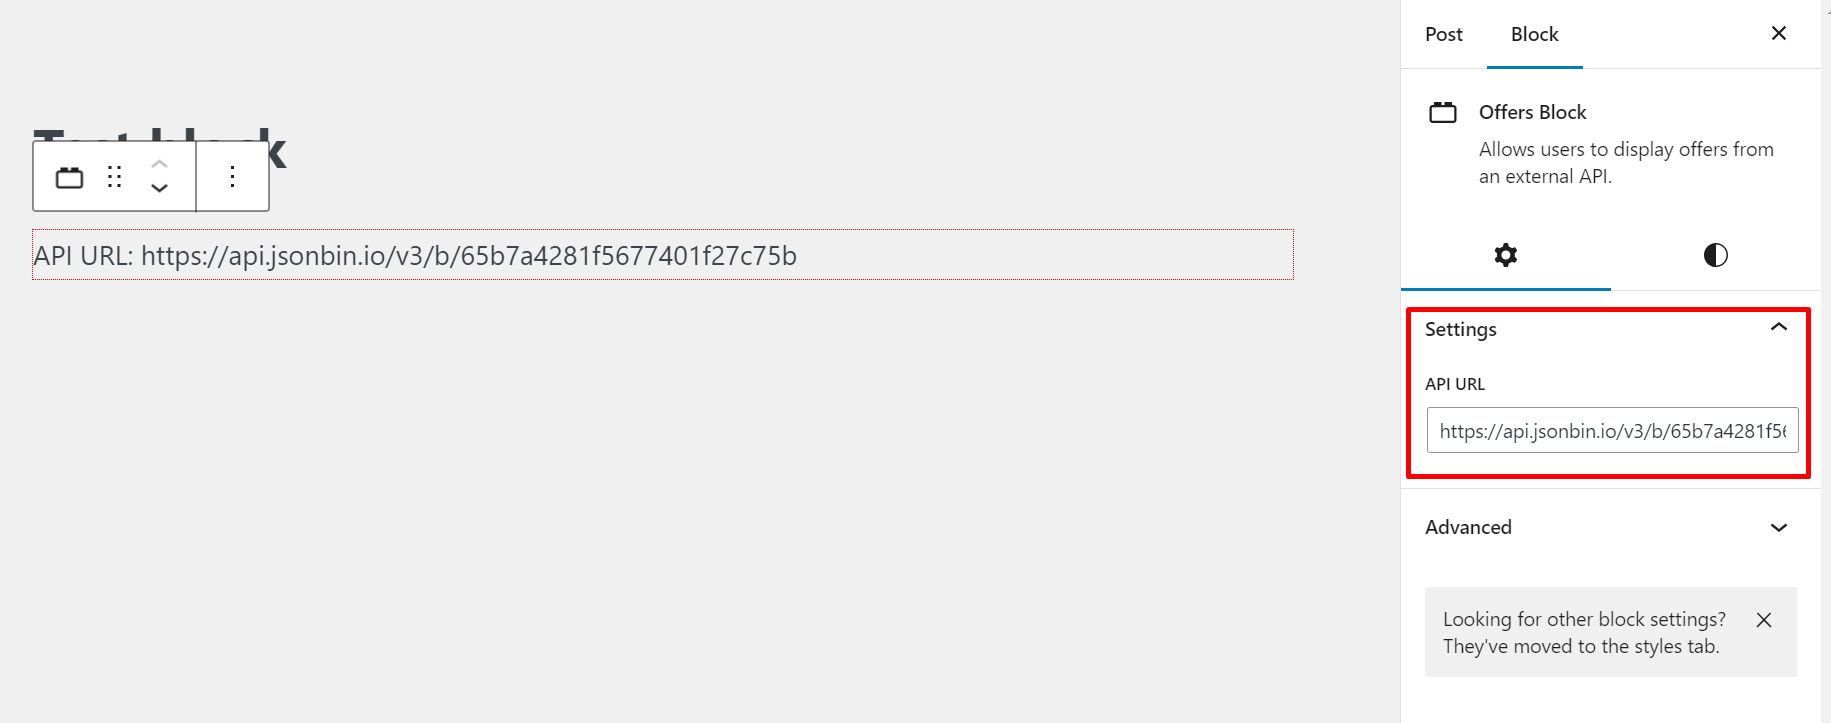 Post
Block
Offers Block
Allows users to display offers from
an external API.
API URL: https://api.jsonbin.io/v3/b/65b7a4281f5677401f27c75b
Settings
API URL
https://api.jsonbin.io/v3/b/65b7a4281f5
Advanced
Looking for other block settings?
They've moved to the styles tab.